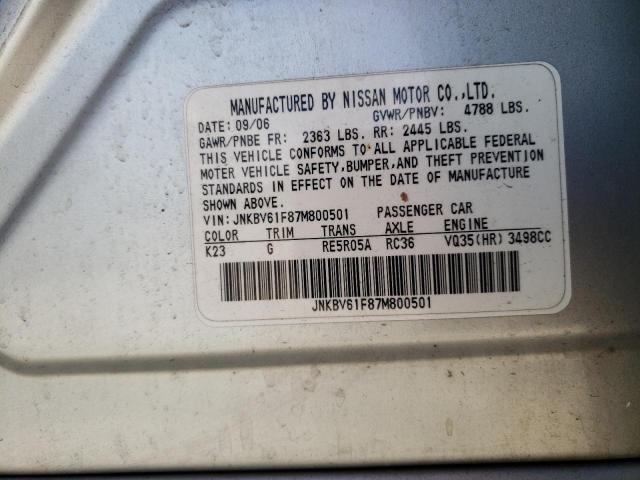 MANUFACTURED BY NISSAN MOTOR CO.,LTD.
DATE: 09/06 GVWR/PNBV: 4788 LBS.
GAWR/PNBE FR: 2363 LBS. RR: 2445 LBS.
THIS VEHICLE CONFORMS TO ALL APPLICABLE FEDERAL
MOTOR VEHICLE SAFETY,BUMPER,AND THEFT PREVENTION
STANDARDS IN EFFECT ON THE DATE OF MANUFACTURE
SHOWN ABOVE.
VIN: JNKBV61F87M800501 PASSENGER CAR
COLOR TRIM TRANS AXLE ENGINE
K23 G RE5R05A RC36 VQ35(HR) 3498CC
JNKBV61F87M800501